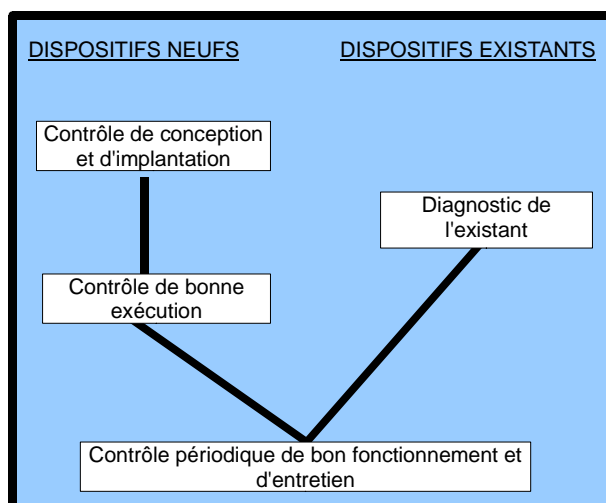 DISPOSITIFS NEUFS
DISPOSITIFS EXISTANTS
Contrôle de conception
et d'implantation
Diagnostic de
l'existant
Contrôle de bonne
exécution
Contrôle périodique de bon fonctionnement et
d'entretien